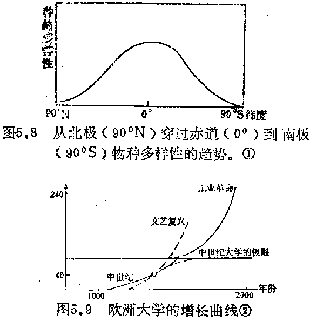 物种多样性
90°N 0° 90°S 纬度
图5.8 从北极(90°N)穿过赤道(0°)到南极
(90°S)物种多样性的趋势。①
240
工业革命
文艺复兴
中世纪大学的极限
中世纪
40
1000 2000 年份
图5.9 欧洲大学的增长曲线②